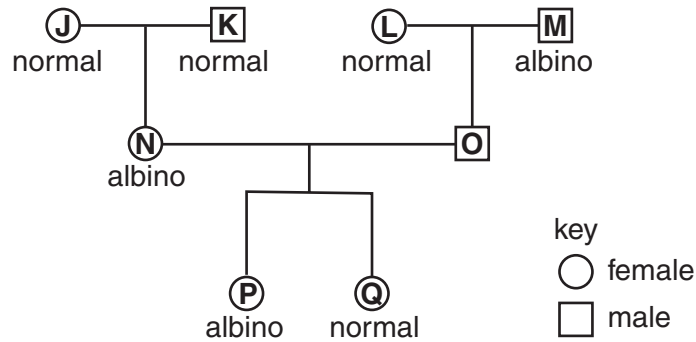 J K L M
normal normal normal albino
N O
albino
key
female
P Q
male
albino normal